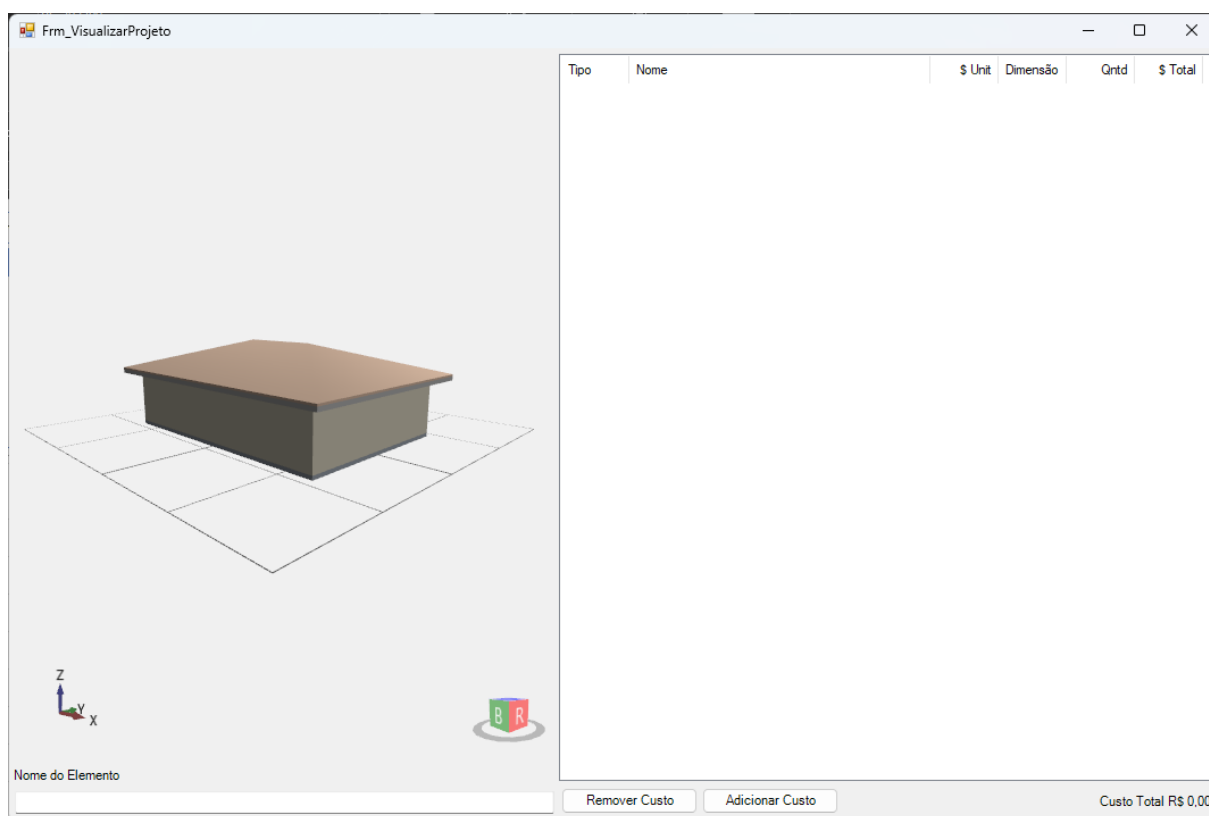 Frm_VisualizarProjeto
Tipo Nome $ Unit Dimensão Qntd $ Total
Z
Y
X
B R
Nome do Elemento
Remover Custo Adicionar Custo Custo Total R$ 0,00